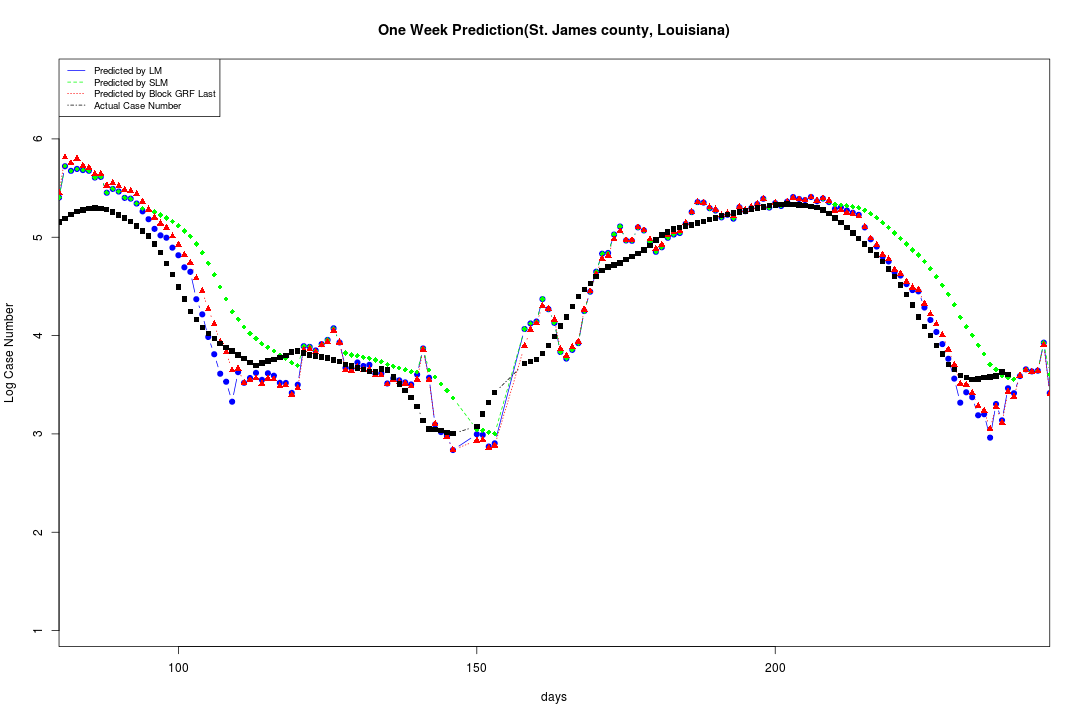 One Week Prediction(St. James county, Louisiana)
Predicted by LM
Predicted by SLM
Predicted by Block GRF Last
Actual Case Number
6
5
4
3
2
1
Log Case Number
100
150
200
days